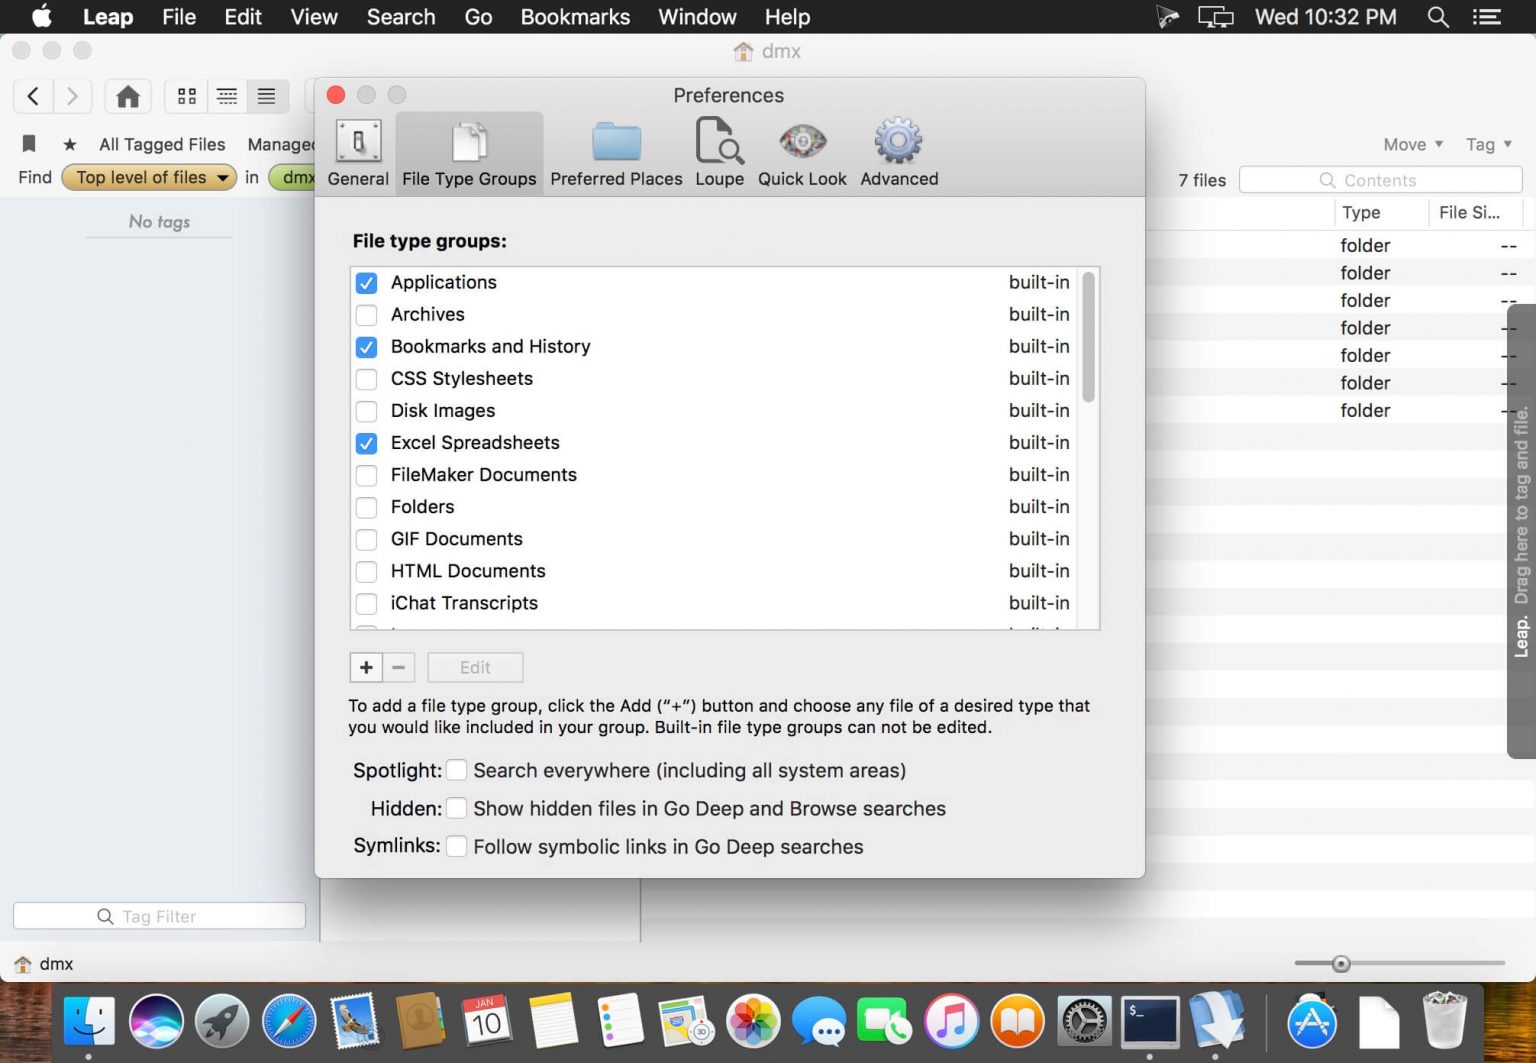 Leap File Edit View Search Go Bookmarks Window Help Wed 10:32 PM
dmx
Preferences
General File Type Groups Preferred Places Loupe Quick Look Advanced
All Tagged Files Managed
Move Tag
Find Top level of files in dmx
7 files Contents
No tags
Type File Si...
folder --
folder --
folder --
folder --
folder --
folder --
folder --
File type groups:
Applications built-in
Archives built-in
Bookmarks and History built-in
CSS Stylesheets built-in
Disk Images built-in
Excel Spreadsheets built-in
FileMaker Documents built-in
Folders built-in
GIF Documents built-in
HTML Documents built-in
iChat Transcripts built-in
+ − Edit
To add a file type group, click the Add (“+”) button and choose any file of a desired type that
you would like included in your group. Built-in file type groups can not be edited.
Spotlight: Search everywhere (including all system areas)
Hidden: Show hidden files in Go Deep and Browse searches
Symlinks: Follow symbolic links in Go Deep searches
Leap. Drag here to tag and file.
Tag Filter
dmx
JAN
10
3D
$_